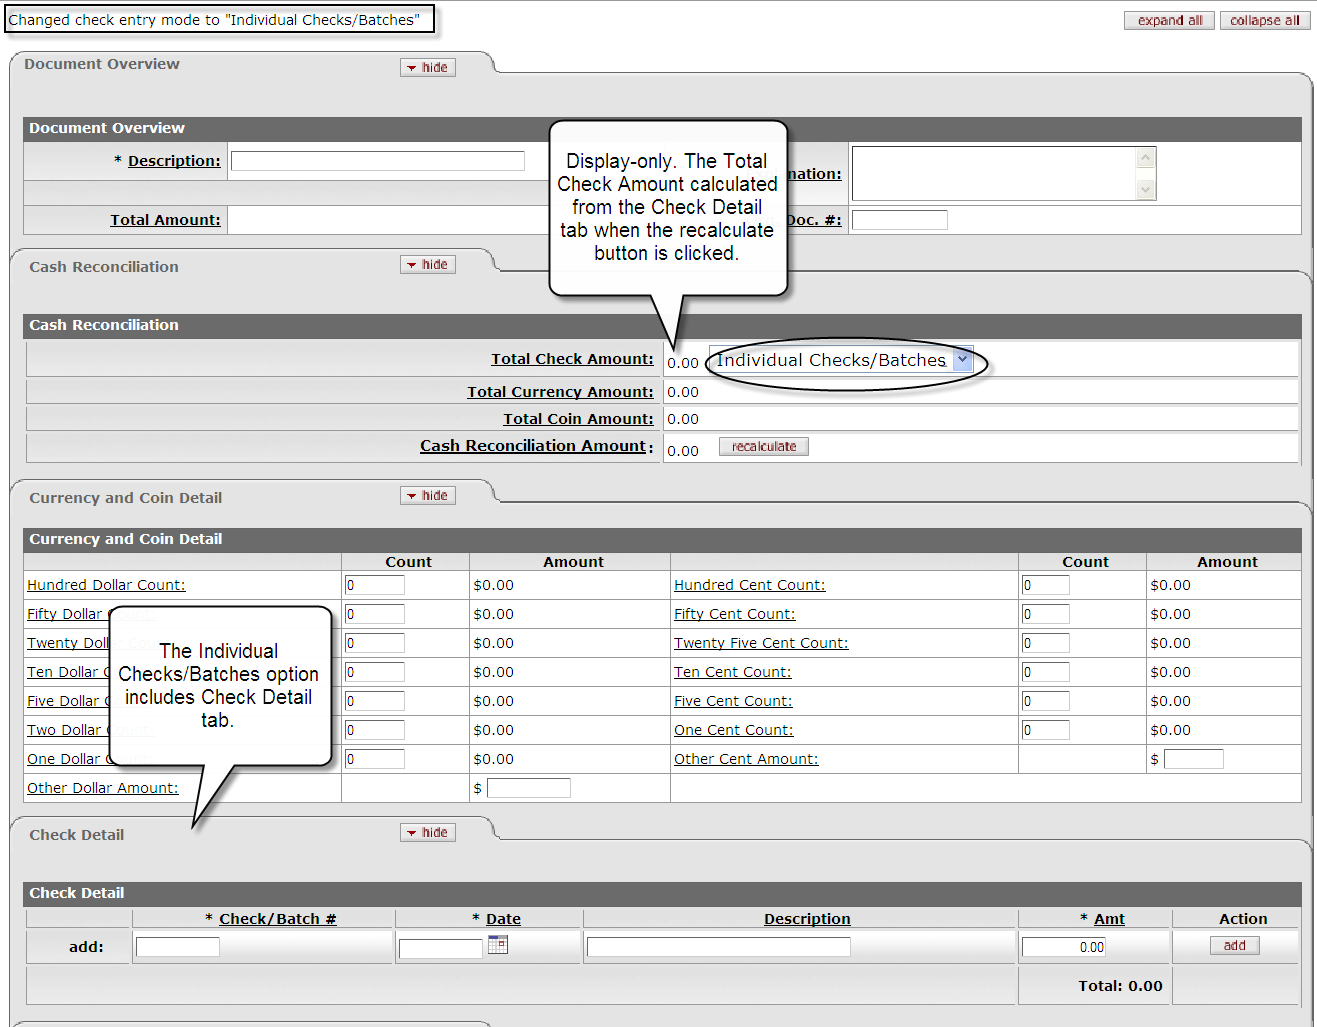 Changed check entry mode to "Individual Checks/Batches"
expand all collapse all
Document Overview hide
Document Overview
* Description:
nation:
Total Amount:
Doc. #:
Display-only. The Total
Check Amount calculated
from the Check Detail
tab when the recalculate
button is clicked.
Cash Reconciliation hide
Cash Reconciliation
Total Check Amount: 0.00 Individual Checks/Batches
Total Currency Amount: 0.00
Total Coin Amount: 0.00
Cash Reconciliation Amount: 0.00 recalculate
Currency and Coin Detail hide
Currency and Coin Detail
Count Amount Count Amount
Hundred Dollar Count: 0 $0.00 Hundred Cent Count: 0 $0.00
Fifty Dollar 0 $0.00 Fifty Cent Count: 0 $0.00
Twenty Doll 0 $0.00 Twenty Five Cent Count: 0 $0.00
Ten Dollar 0 $0.00 Ten Cent Count: 0 $0.00
Five Dollar 0 $0.00 Five Cent Count: 0 $0.00
Two Dollar 0 $0.00 One Cent Count: 0 $0.00
One Dollar 0 $0.00 Other Cent Amount: $
Other Dollar Amount: $
The Individual
Checks/Batches option
includes Check Detail
tab.
Check Detail hide
Check Detail
* Check/Batch # * Date Description * Amt Action
add: 0.00 add
Total: 0.00